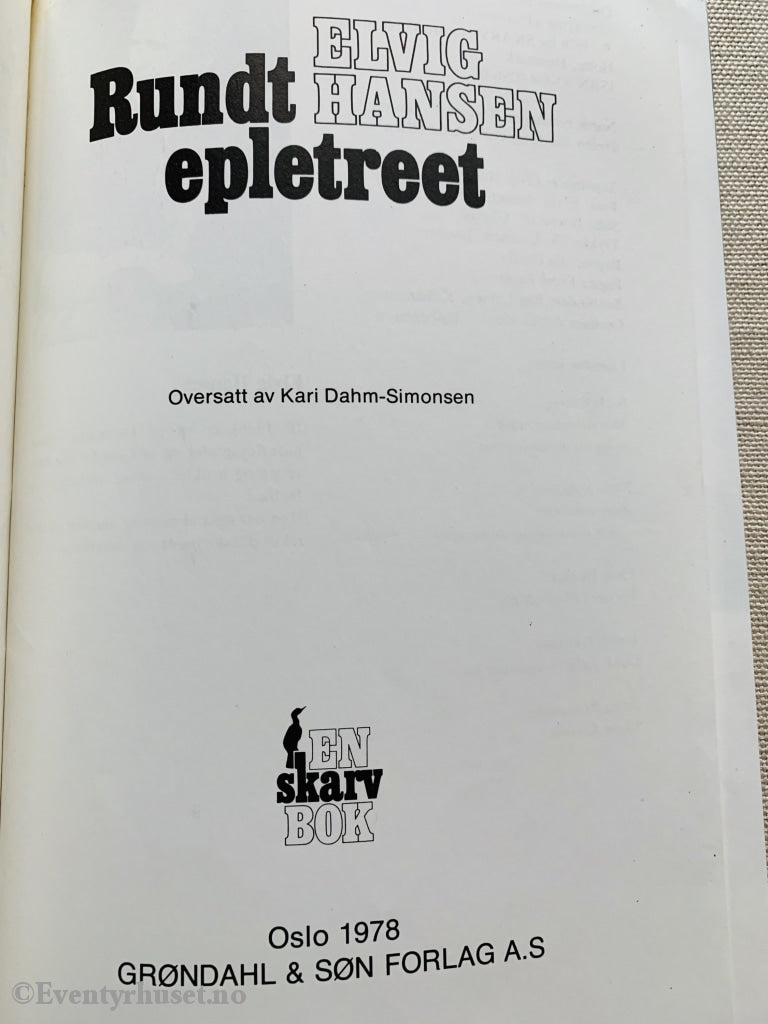 ELVIG
Rundt HANSEN
epletreet
Oversatt av Kari Dahm-Simonsen
EN
skarv
BOK
Oslo 1978
GRØNDAHL & SØN FORLAG A.S
©Eventyrhuset.no